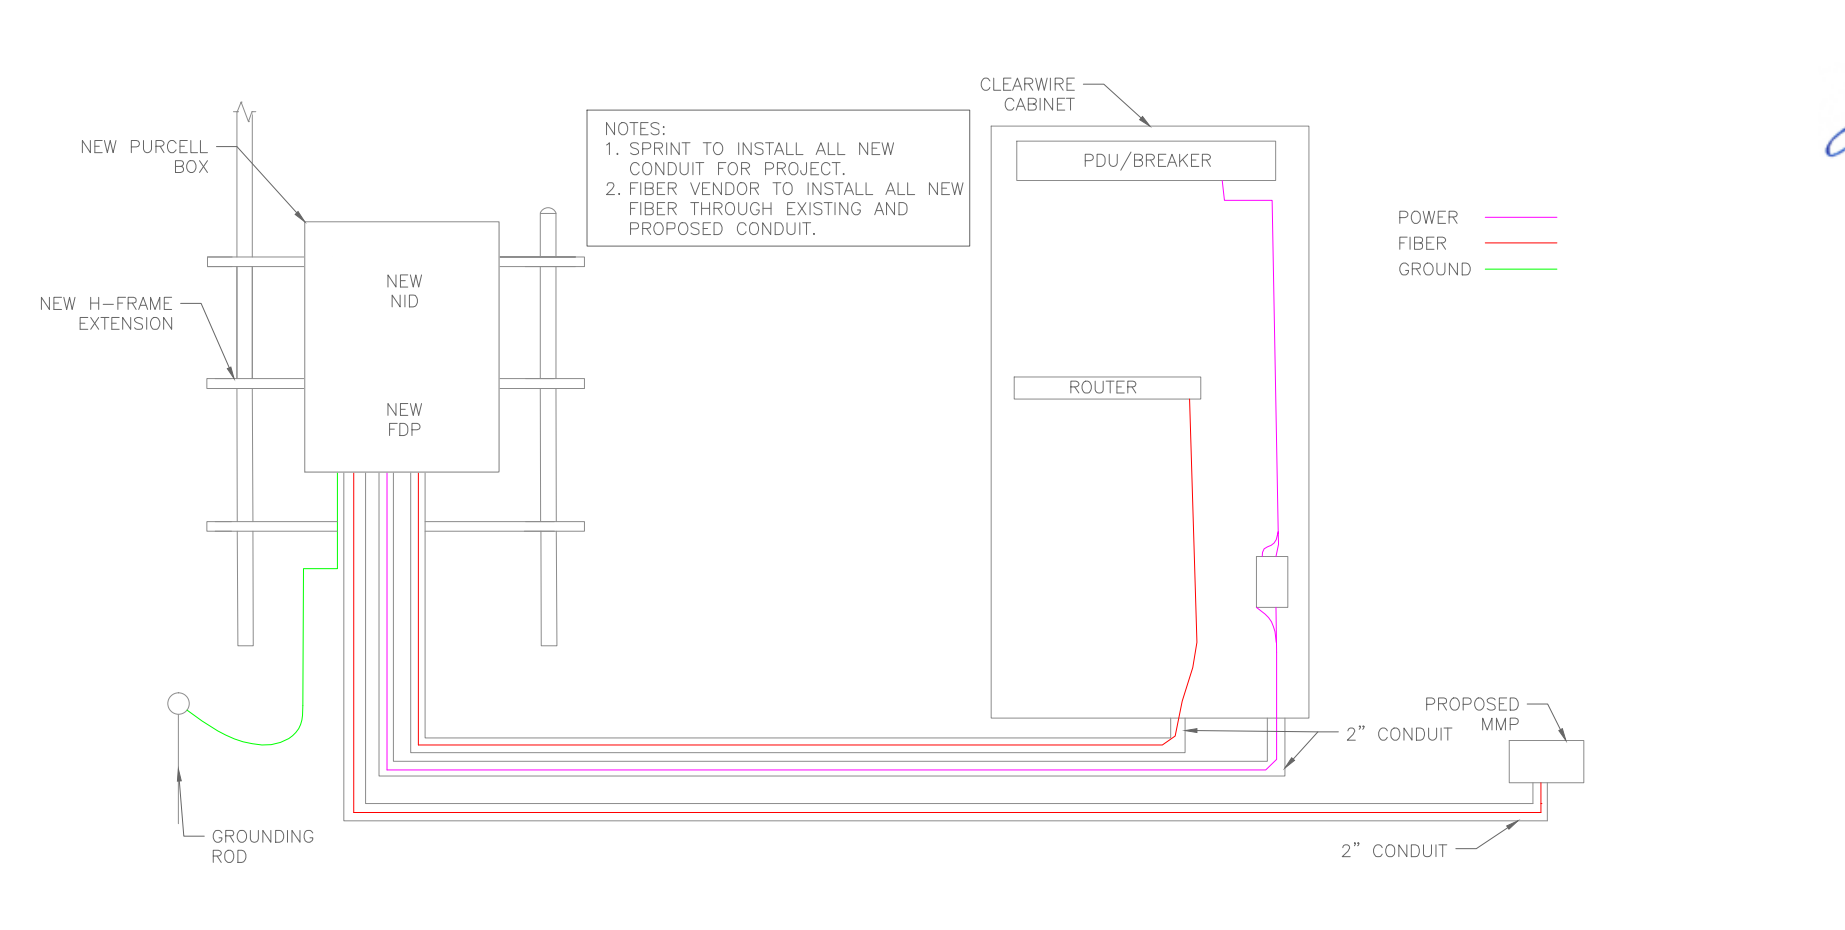 CLEARWIRE
CABINET
NEW PURCELL
BOX
NOTES:
1. SPRINT TO INSTALL ALL NEW
CONDUIT FOR PROJECT.
2. FIBER VENDOR TO INSTALL ALL NEW
FIBER THROUGH EXISTING AND
PROPOSED CONDUIT.
PDU/BREAKER
POWER
FIBER
GROUND
NEW
NID
NEW H-FRAME
EXTENSION
ROUTER
NEW
FDP
PROPOSED
MMP
2" CONDUIT
GROUNDING
ROD
2" CONDUIT